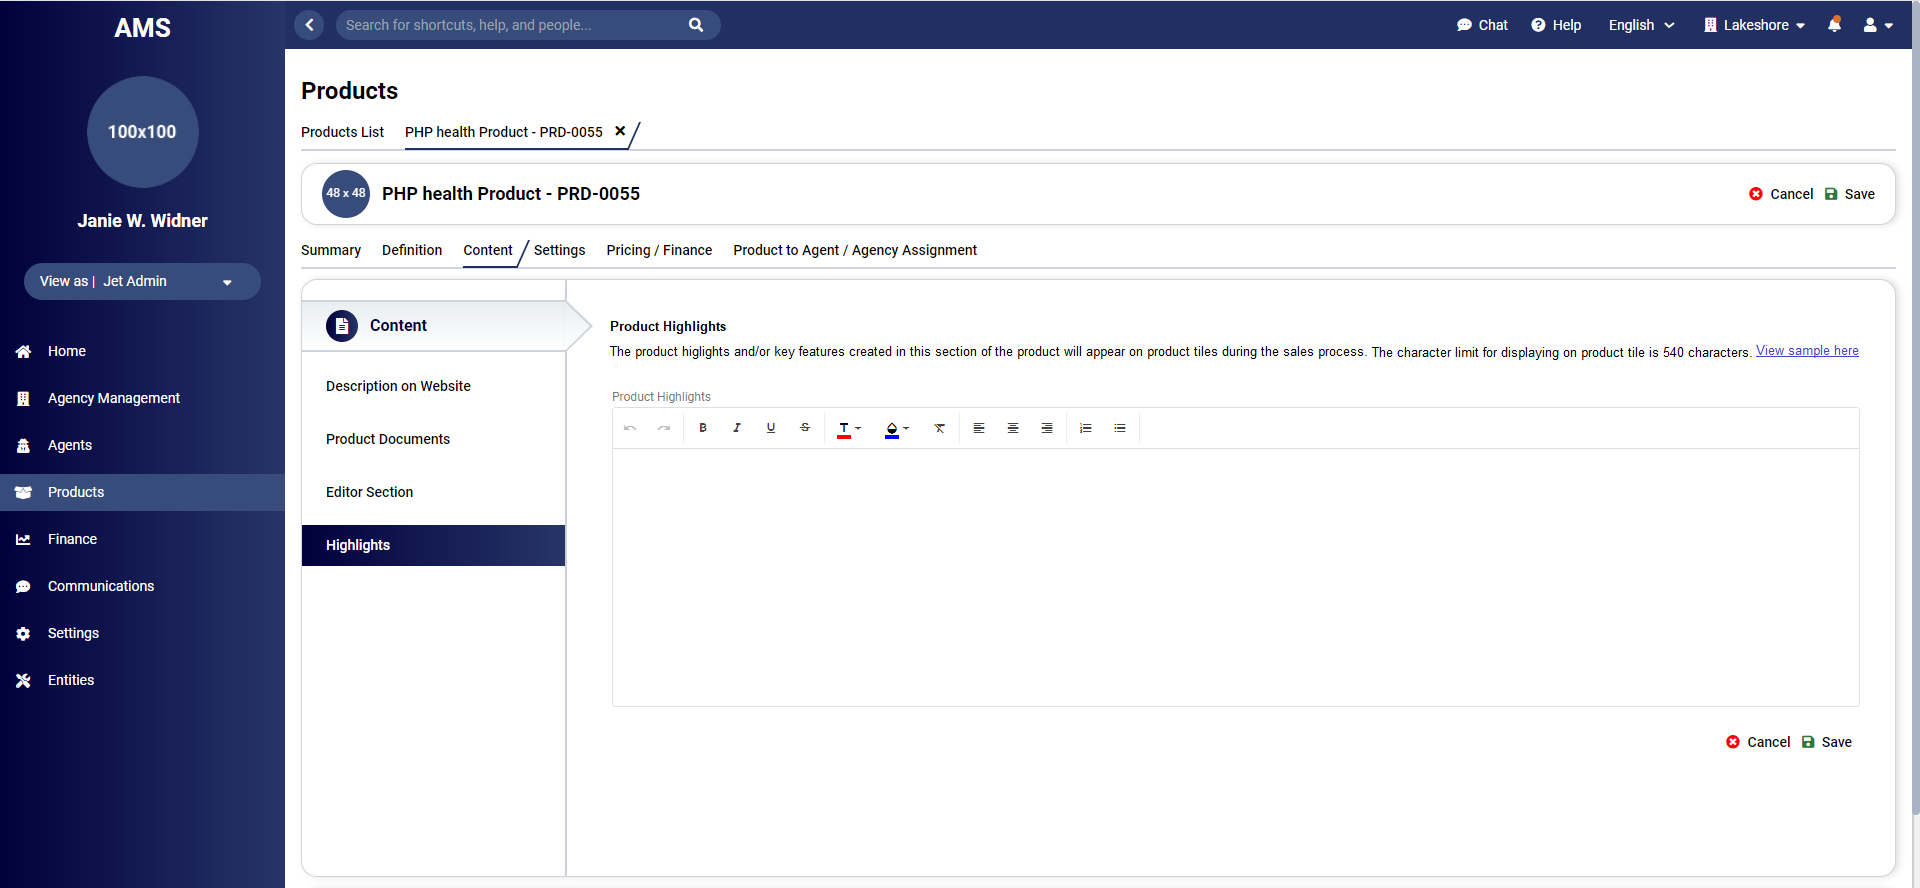 AMS
Search for shortcuts, help, and people...
Chat
Help
English
Lakeshore
100x100
Janie W. Widner
View as | Jet Admin
Home
Agency Management
Agents
Products
Finance
Communications
Settings
Entities
Products
Products List
PHP health Product - PRD-0055
48 x 48
PHP health Product - PRD-0055
Cancel
Save
Summary
Definition
Content
Settings
Pricing / Finance
Product to Agent / Agency Assignment
Content
Description on Website
Product Documents
Editor Section
Highlights
Product Highlights
The product higlights and/or key features created in this section of the product will appear on product tiles during the sales process. The character limit for displaying on product tile is 540 characters. View sample here
Product Highlights
Cancel
Save